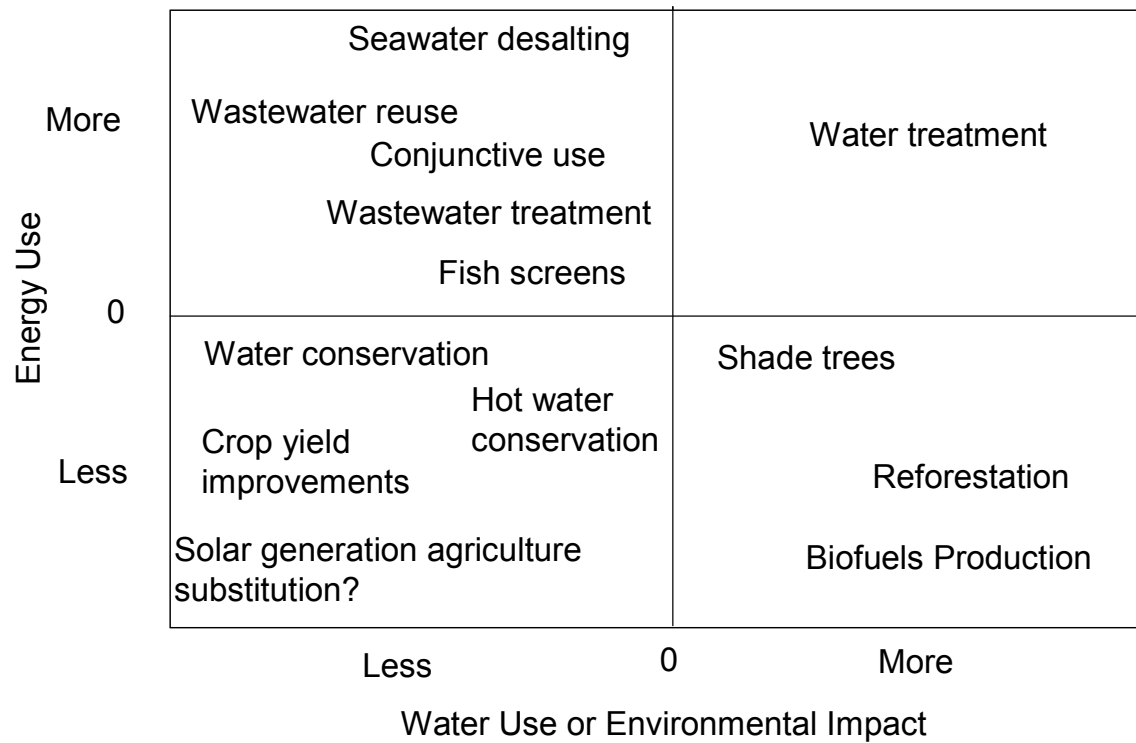 Seawater desalting
More
Wastewater reuse
Water treatment
Conjunctive use
Wastewater treatment
Fish screens
Energy Use
0
Water conservation
Shade trees
Hot water
conservation
Crop yield
improvements
Less
Reforestation
Solar generation agriculture
substitution?
Biofuels Production
Less
0
More
Water Use or Environmental Impact